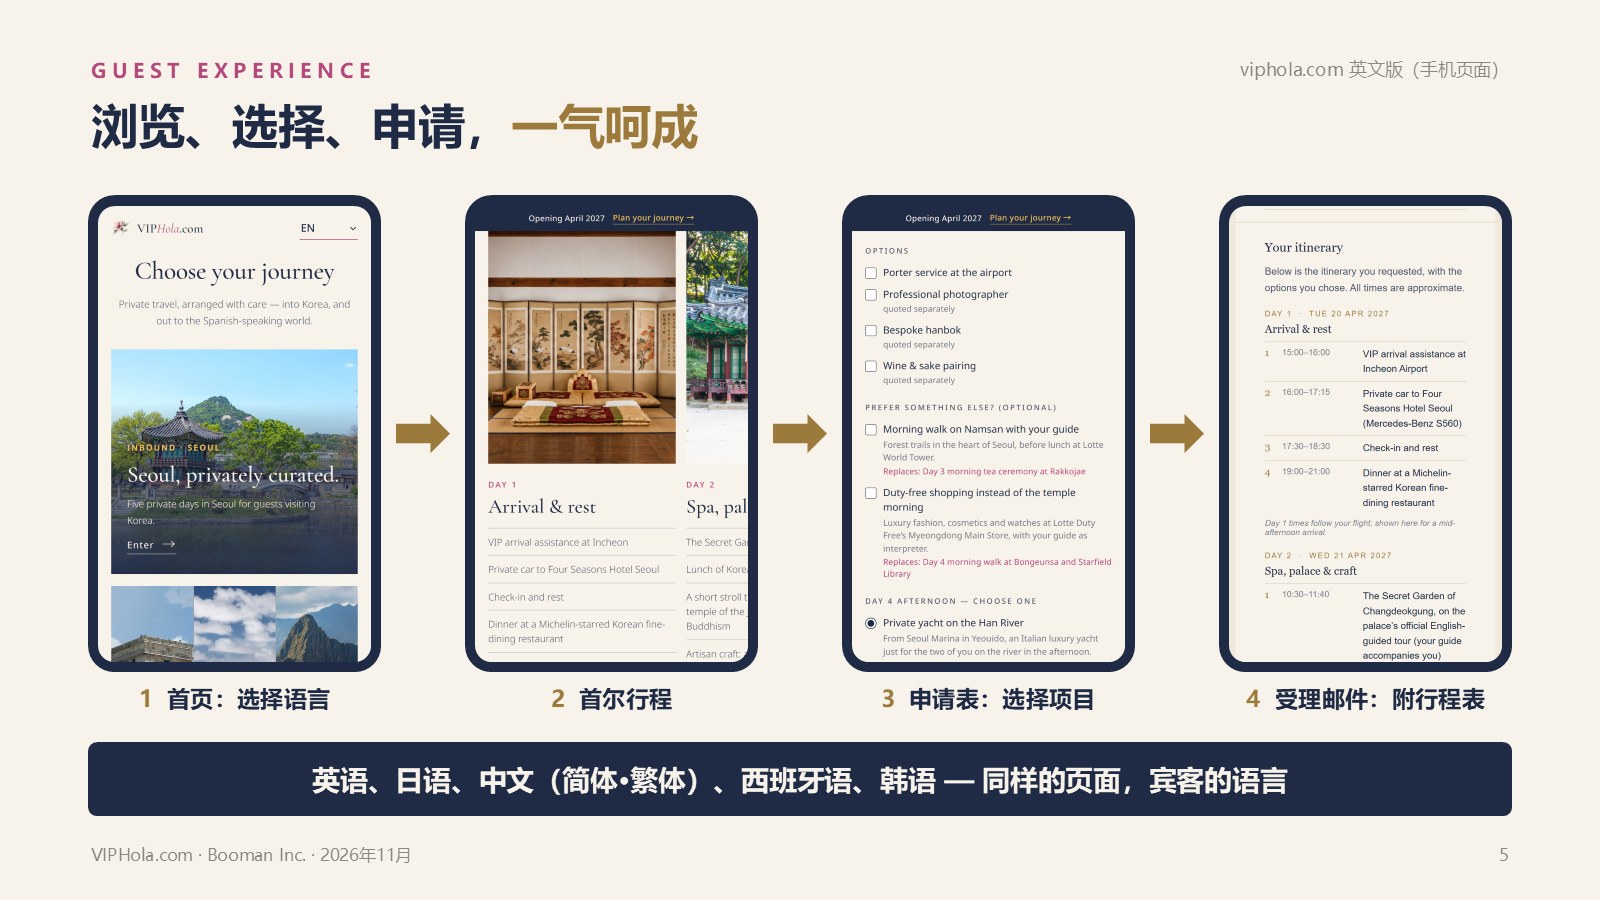 GUEST EXPERIENCE
viphola.com 英文版（手机页面）
浏览、选择、申请，一气呵成
VIPHola.com
EN
Choose your journey
Private travel, arranged with care — into Korea, and
out to the Spanish-speaking world.
INBOUND · SEOUL
Seoul, privately curated.
Five private days in Seoul for guests visiting
Korea.
Enter →
Opening April 2027 Plan your journey →
DAY 1
Arrival & rest
VIP arrival assistance at Incheon
Private car to Four Seasons Hotel Seoul
Check-in and rest
Dinner at a Michelin-starred Korean fine-
dining restaurant
DAY 2
Spa, pal
The Secret Ga
Lunch of Kore
A short stroll t
temple of the
Buddhism
Artisan craft:
Opening April 2027 Plan your journey →
OPTIONS
Porter service at the airport
Professional photographer
quoted separately
Bespoke hanbok
quoted separately
Wine & sake pairing
quoted separately
PREFER SOMETHING ELSE? (OPTIONAL)
Morning walk on Namsan with your guide
Forest trails in the heart of Seoul, before lunch at Lotte
World Tower.
Replaces: Day 3 morning tea ceremony at Rakkojae
Duty-free shopping instead of the temple
morning
Luxury fashion, cosmetics and watches at Lotte Duty
Free's Myeongdong Main Store, with your guide as
interpreter.
Replaces: Day 4 morning walk at Bongeunsa and Starfield
Library
DAY 4 AFTERNOON — CHOOSE ONE
Private yacht on the Han River
From Seoul Marina in Yeouido, an Italian luxury yacht
just for the two of you on the river in the afternoon.
Your itinerary
Below is the itinerary you requested, with the
options you chose. All times are approximate.
DAY 1 · TUE 20 APR 2027
Arrival & rest
1 15:00–16:00 VIP arrival assistance at
Incheon Airport
2 16:00–17:15 Private car to Four
Seasons Hotel Seoul
(Mercedes-Benz S560)
3 17:30–18:30 Check-in and rest
4 19:00–21:00 Dinner at a Michelin-
starred Korean fine-
dining restaurant
Day 1 times follow your flight, shown here for a mid-
afternoon arrival.
DAY 2 · WED 21 APR 2027
Spa, palace & craft
1 10:30–11:40 The Secret Garden of
Changdeokgung, on the
palace's official English-
guided tour (your guide
accompanies you)
1 首页：选择语言
2 首尔行程
3 申请表：选择项目
4 受理邮件：附行程表
英语、日语、中文（简体·繁体）、西班牙语、韩语 — 同样的页面，宾客的语言
VIPHola.com · Booman Inc. · 2026年11月
5